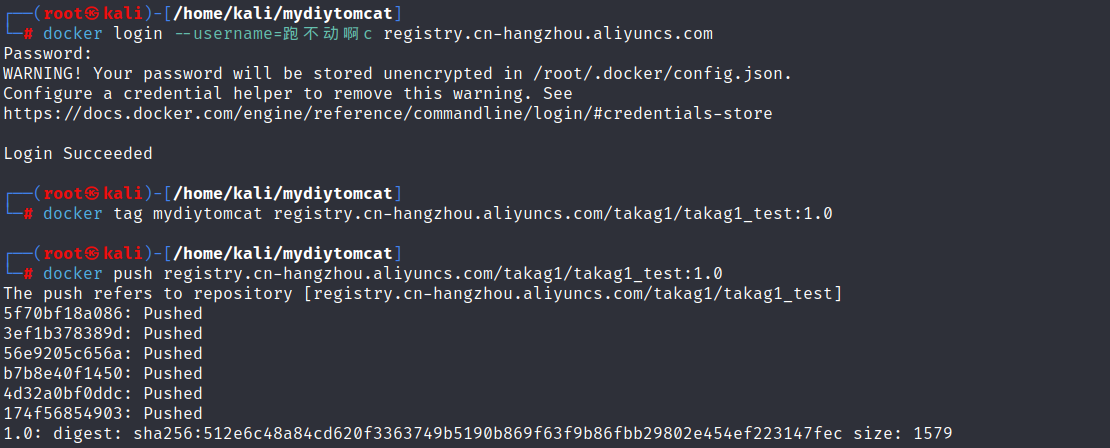 ┌──(root㉿kali)-[/home/kali/mydiytomcat]
└─# docker login --username=跑不动啊c registry.cn-hangzhou.aliyuncs.com
Password:
WARNING! Your password will be stored unencrypted in /root/.docker/config.json.
Configure a credential helper to remove this warning. See
https://docs.docker.com/engine/reference/commandline/login/#credentials-store
Login Succeeded
┌──(root㉿kali)-[/home/kali/mydiytomcat]
└─# docker tag mydiytomcat registry.cn-hangzhou.aliyuncs.com/takag1/takag1_test:1.0
┌──(root㉿kali)-[/home/kali/mydiytomcat]
└─# docker push registry.cn-hangzhou.aliyuncs.com/takag1/takag1_test:1.0
The push refers to repository [registry.cn-hangzhou.aliyuncs.com/takag1/takag1_test]
5f70bf18a086: Pushed
3ef1b378389d: Pushed
56e9205c656a: Pushed
b7b8e40f1450: Pushed
4d32a0bf0ddc: Pushed
174f56854903: Pushed
1.0: digest: sha256:512e6c48a84cd620f3363749b5190b869f63f9b86fbb29802e454ef223147fec size: 1579